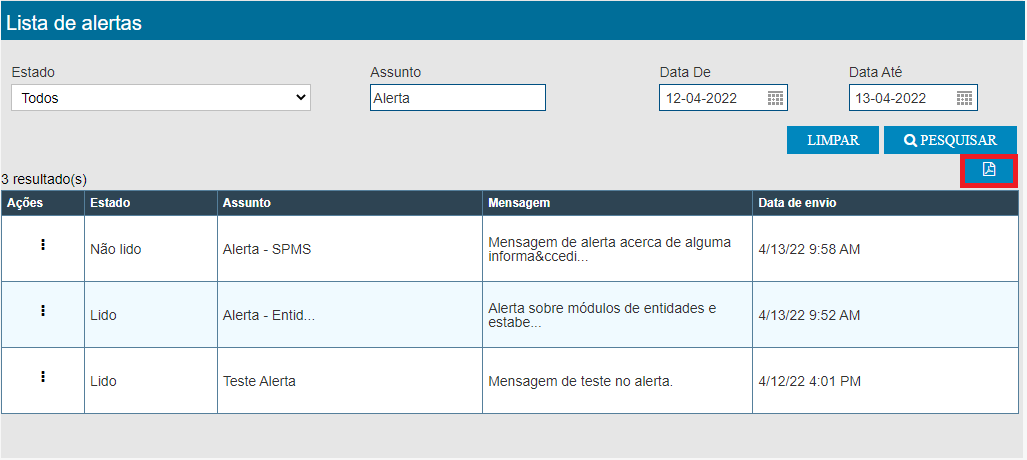 Lista de alertas
Estado Assunto Data De Data Até
Todos Alerta 12-04-2022 13-04-2022
LIMPAR PESQUISAR
3 resultado(s)
Ações Estado Assunto Mensagem Data de envio
Não lido Alerta - SPMS Mensagem de alerta acerca de alguma
informa&ccedi... 4/13/22 9:58 AM
Lido Alerta - Entid... Alerta sobre módulos de entidades e
estabe... 4/13/22 9:52 AM
Lido Teste Alerta Mensagem de teste no alerta. 4/12/22 4:01 PM